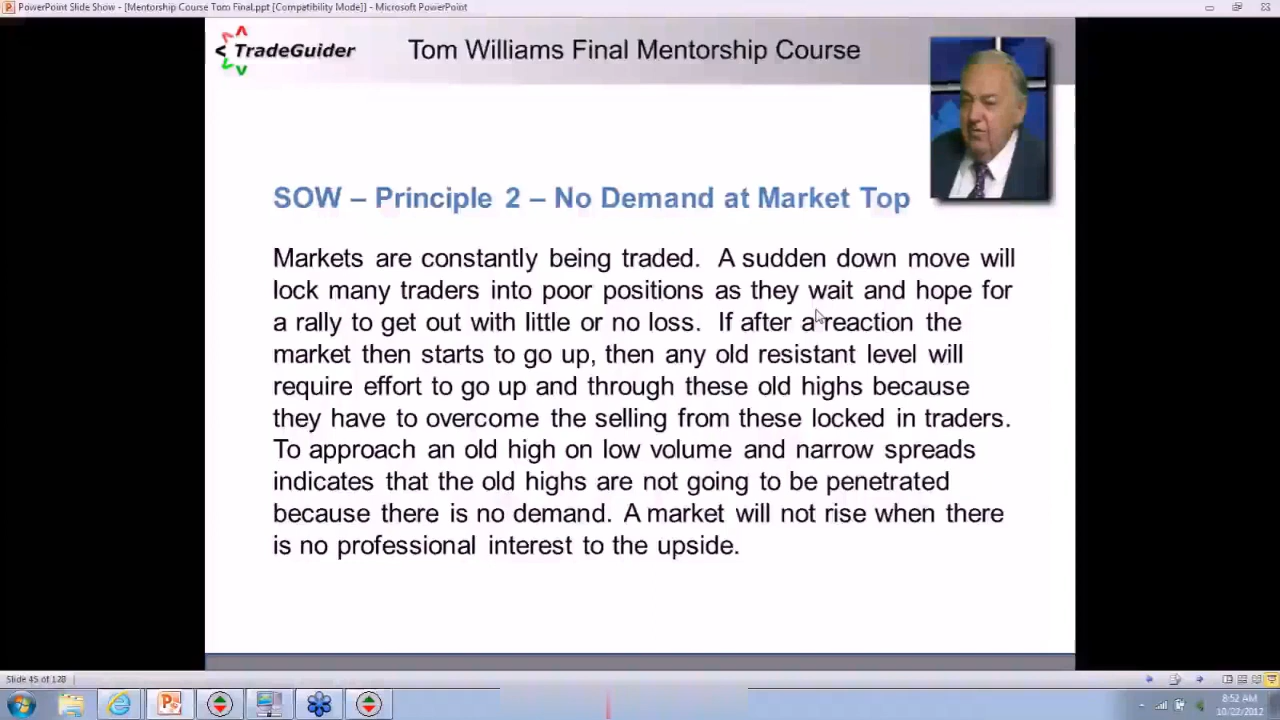 PowerPoint Slide Show - [Mentorship Course Tom Final.ppt [Compatibility Mode]] - Microsoft PowerPoint
TradeGuider
Tom Williams Final Mentorship Course
SOW – Principle 2 – No Demand at Market Top
Markets are constantly being traded. A sudden down move will
lock many traders into poor positions as they wait and hope for
a rally to get out with little or no loss. If after a reaction the
market then starts to go up, then any old resistant level will
require effort to go up and through these old highs because
they have to overcome the selling from these locked in traders.
To approach an old high on low volume and narrow spreads
indicates that the old highs are not going to be penetrated
because there is no demand. A market will not rise when there
is no professional interest to the upside.
Slide 45 of 128
8:52 AM
10/22/2012